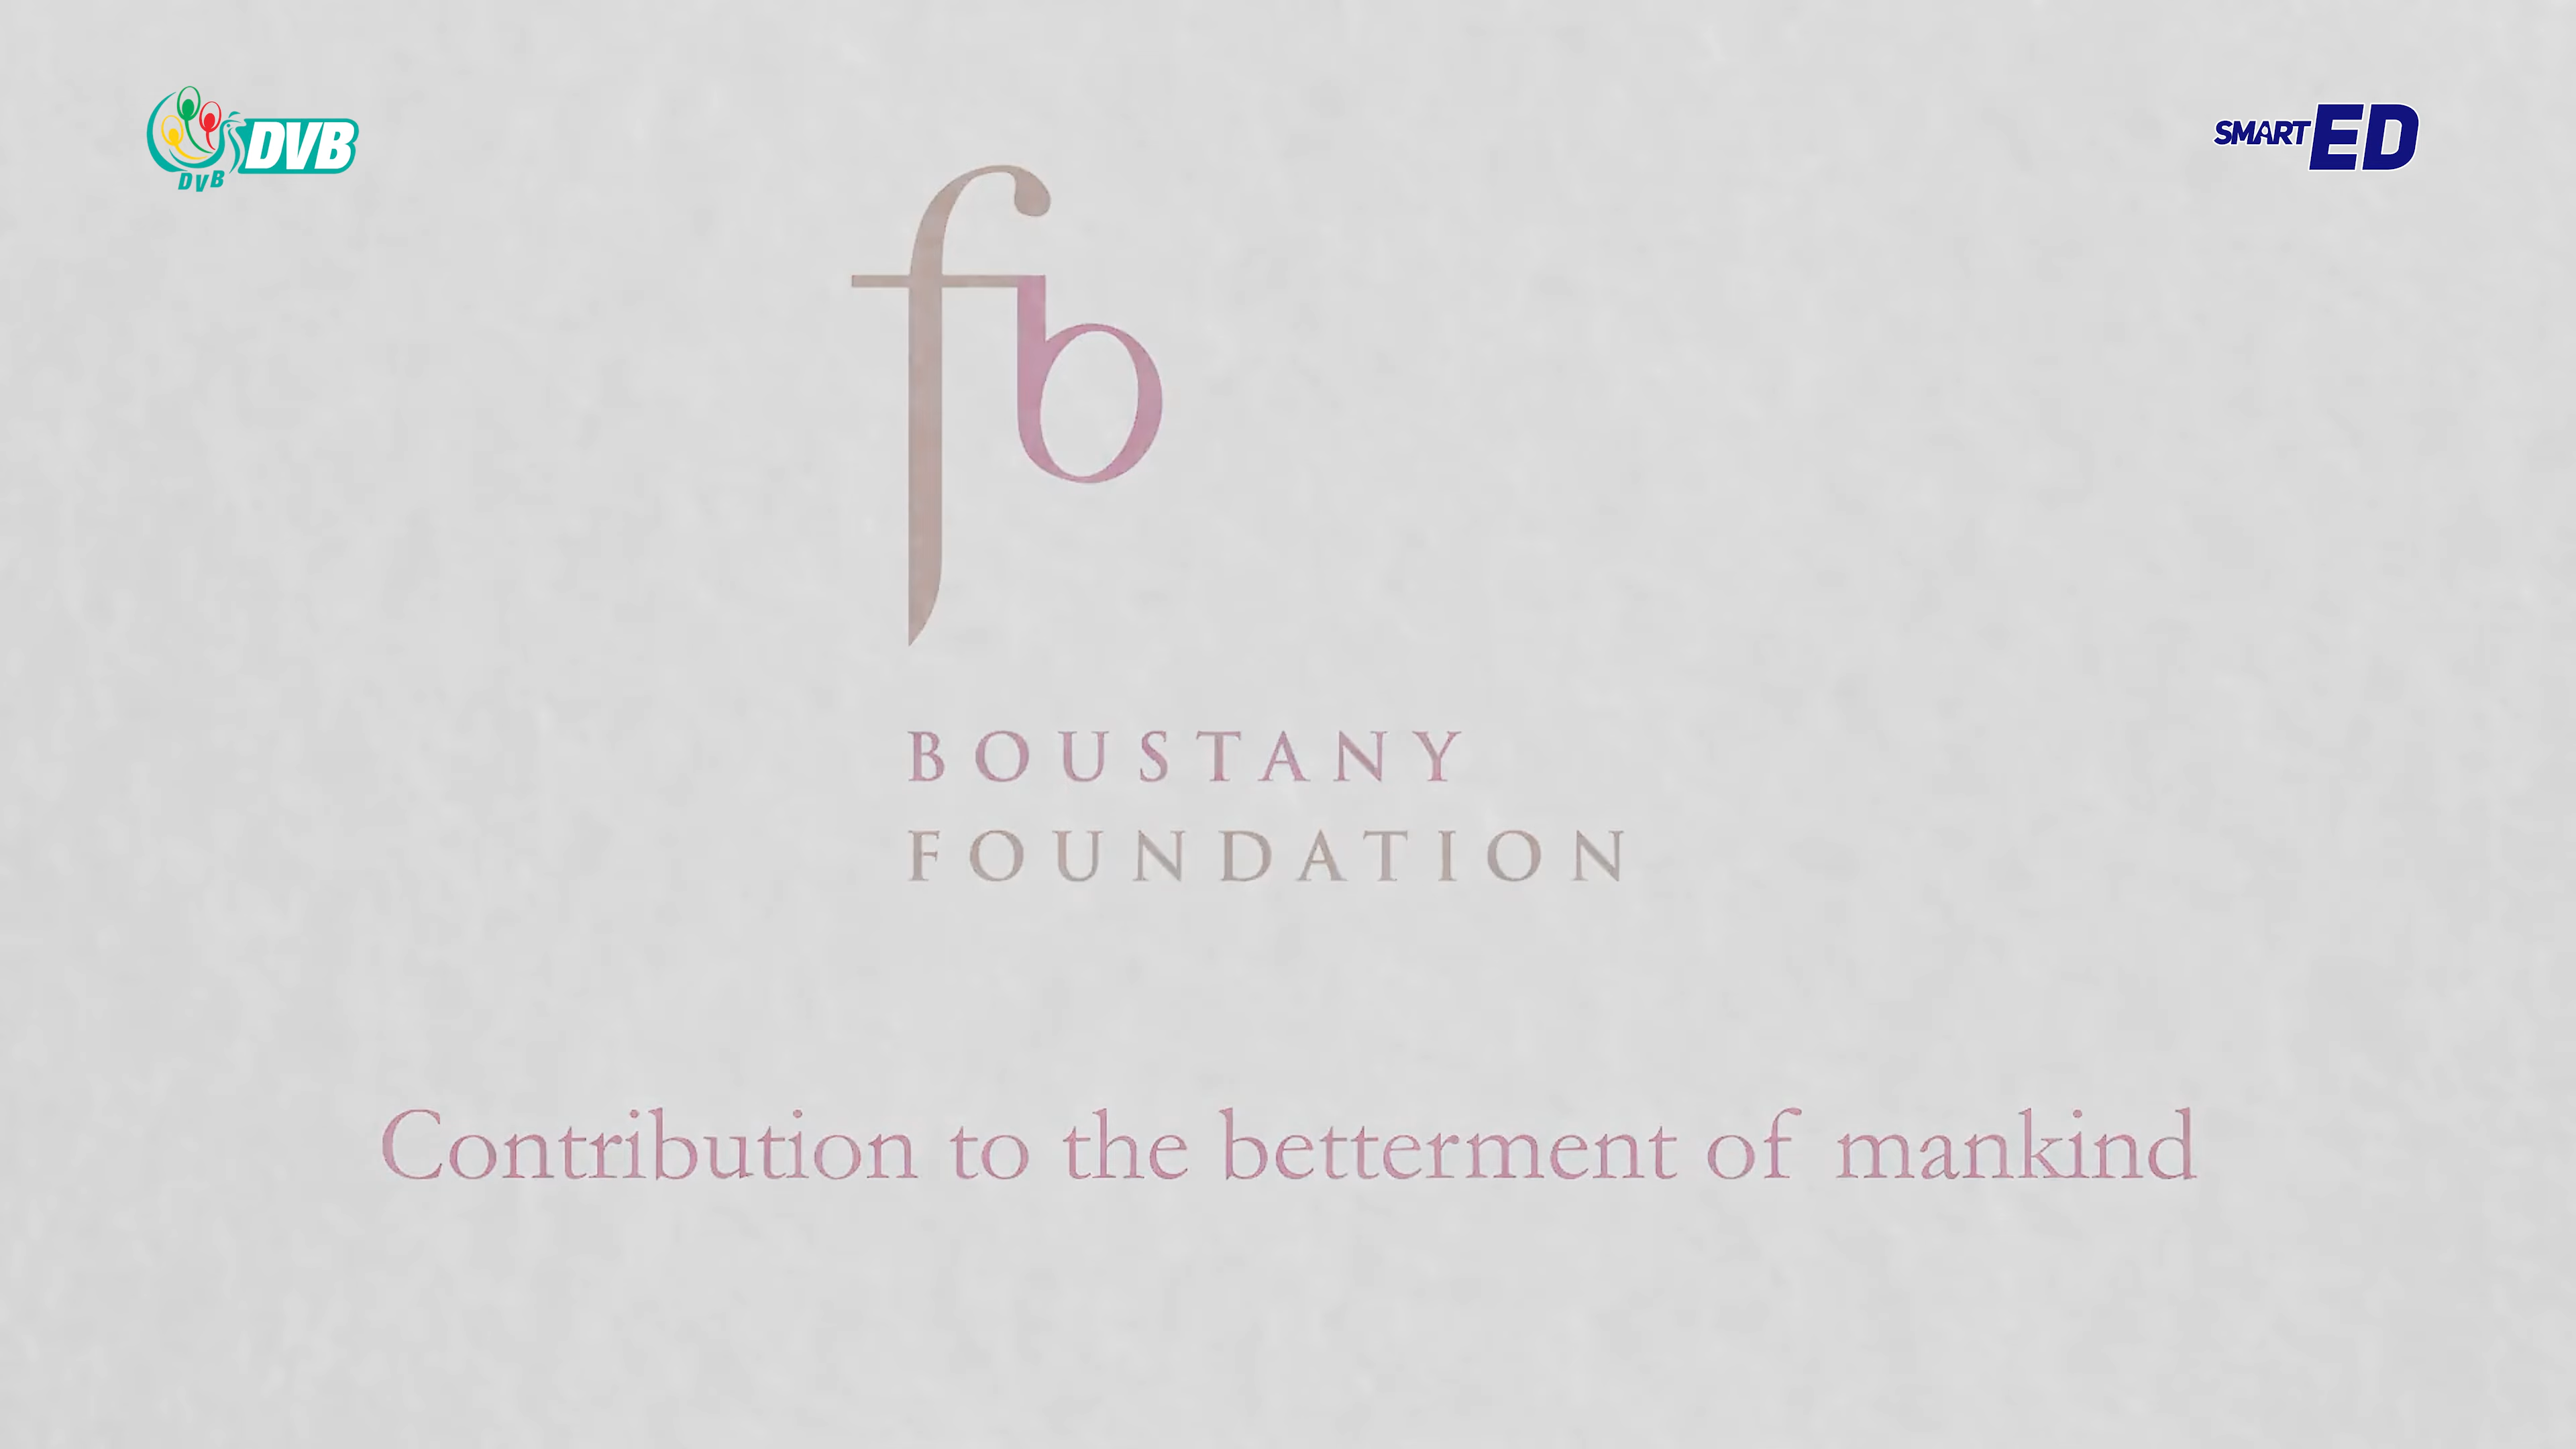 DVB
DVB
SMART ED
fb
BOUSTANY
FOUNDATION
Contribution to the betterment of mankind